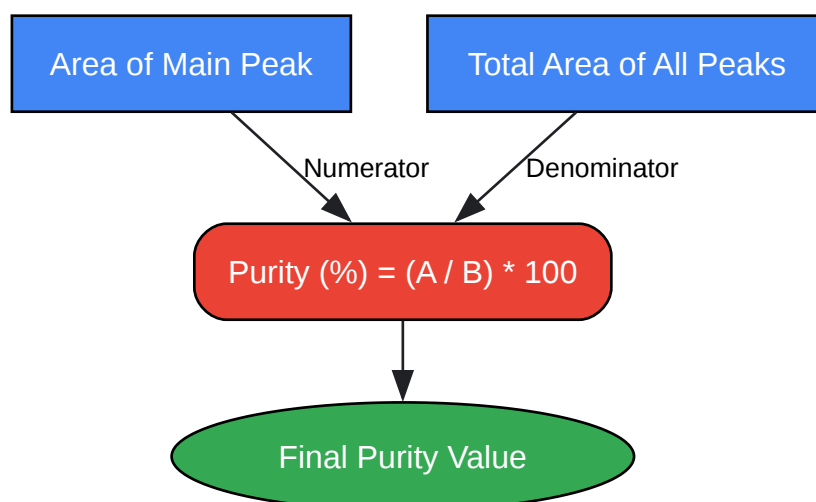 Area of Main Peak
Total Area of All Peaks
Numerator
Denominator
Purity (%) = (A / B) * 100
Final Purity Value